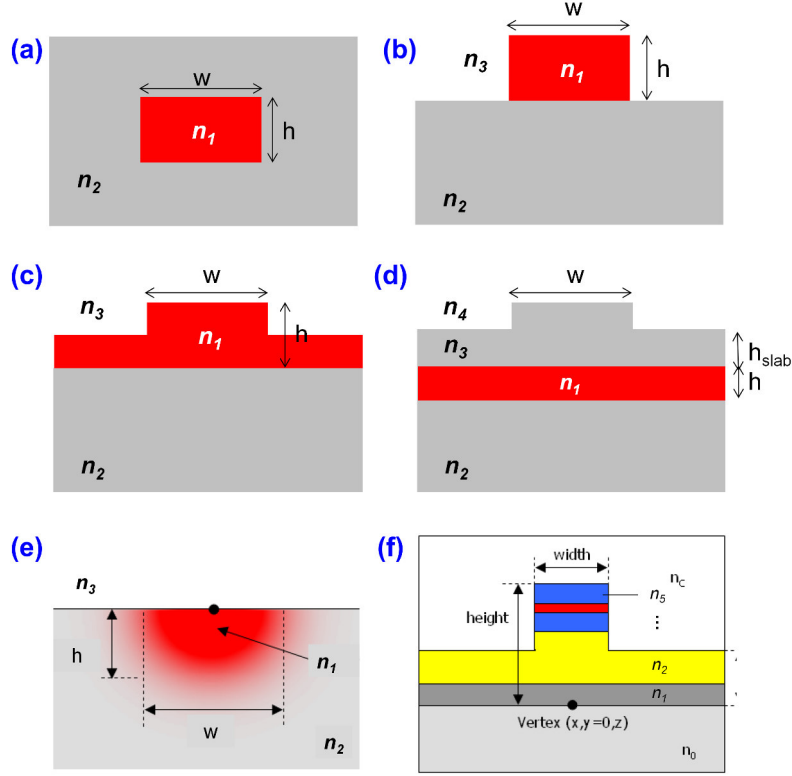 (a)
w
n1
h
n2
(b)
w
n3
n1
h
n2
(c)
w
n3
n1
h
n2
(d)
w
n4
n3
hslab
n1
h
n2
(e)
n3
h
n1
w
n2
(f)
width
nC
n5
height
⋮
n2
n1
Vertex (x,y=0,z)
n0